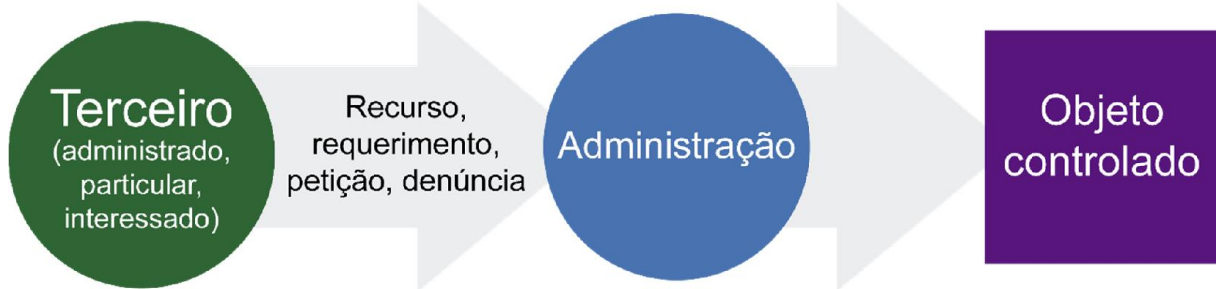 Terceiro
(administrado,
particular,
interessado)
Recurso,
requerimento,
petição, denúncia
Administração
Objeto
controlado